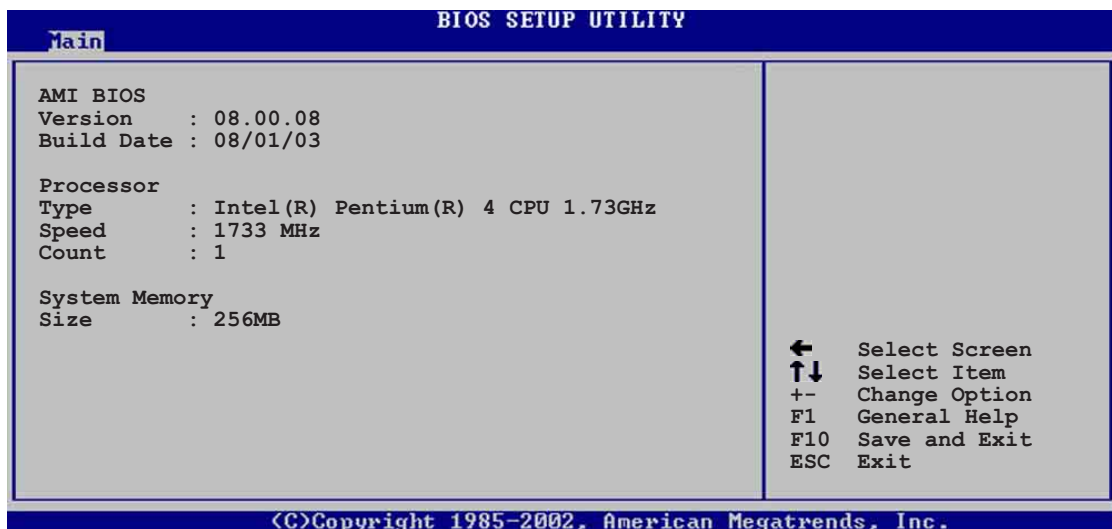 BIOS SETUP UTILITY
Main
AMI BIOS
Version : 08.00.08
Build Date : 08/01/03
Processor
Type : Intel(R) Pentium(R) 4 CPU 1.73GHz
Speed : 1733 MHz
Count : 1
System Memory
Size : 256MB
← Select Screen
↑↓ Select Item
+- Change Option
F1 General Help
F10 Save and Exit
ESC Exit
(C)Copyright 1985-2002, American Megatrends, Inc.